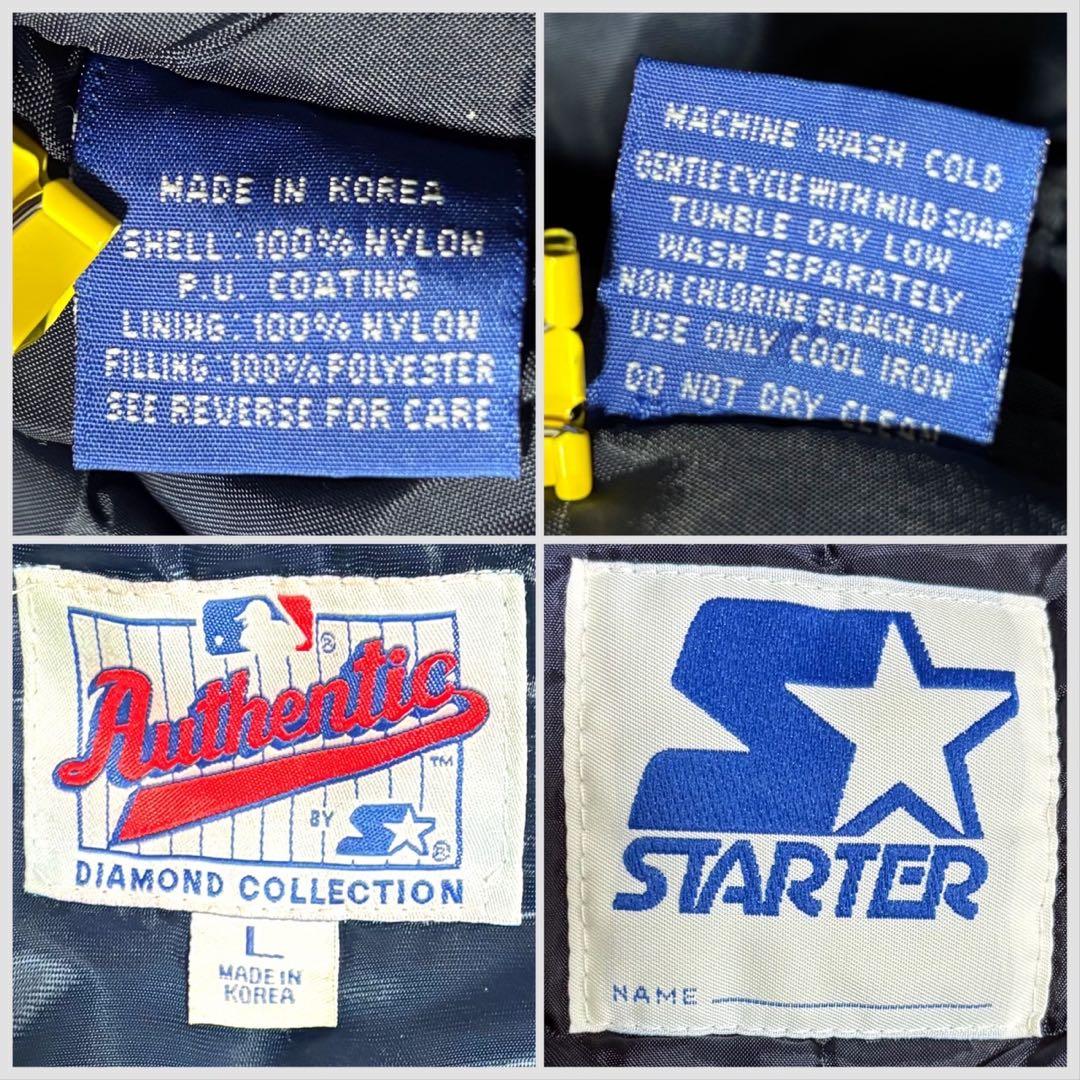 MADE IN KOREA
SHELL : 100% NYLON
P.U. COATING
LINING : 100% NYLON
FILLING : 100% POLYESTER
SEE REVERSE FOR CARE
MACHINE WASH COLD
GENTLE CYCLE WITH MILD SOAP
TUMBLE DRY LOW
WASH SEPARATELY
NON CHLORINE BLEACH ONLY
USE ONLY COOL IRON
DO NOT DRY CLEAN
®
Authentic
TM
BY
®
DIAMOND COLLECTION
L
MADE IN
KOREA
STARTER
NAME